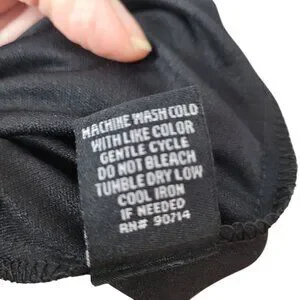 MACHINE WASH COLD
WITH LIKE COLOR
GENTLE CYCLE
DO NOT BLEACH
TUMBLE DRY LOW
COOL IRON
IF NEEDED
RN# 90714